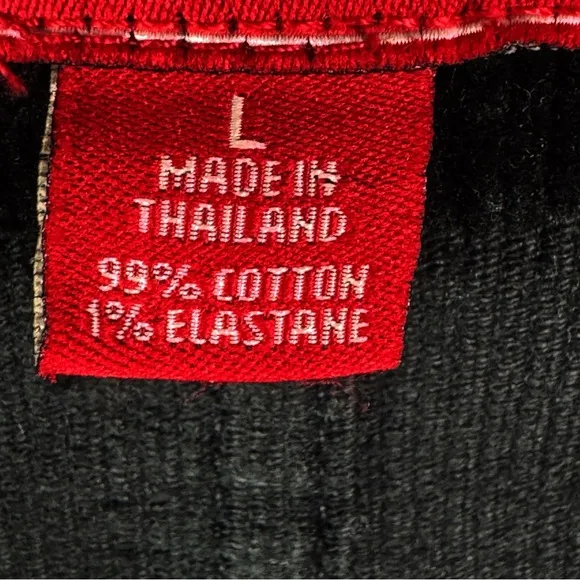 L
MADE IN
THAILAND
99% COTTON
1% ELASTANE